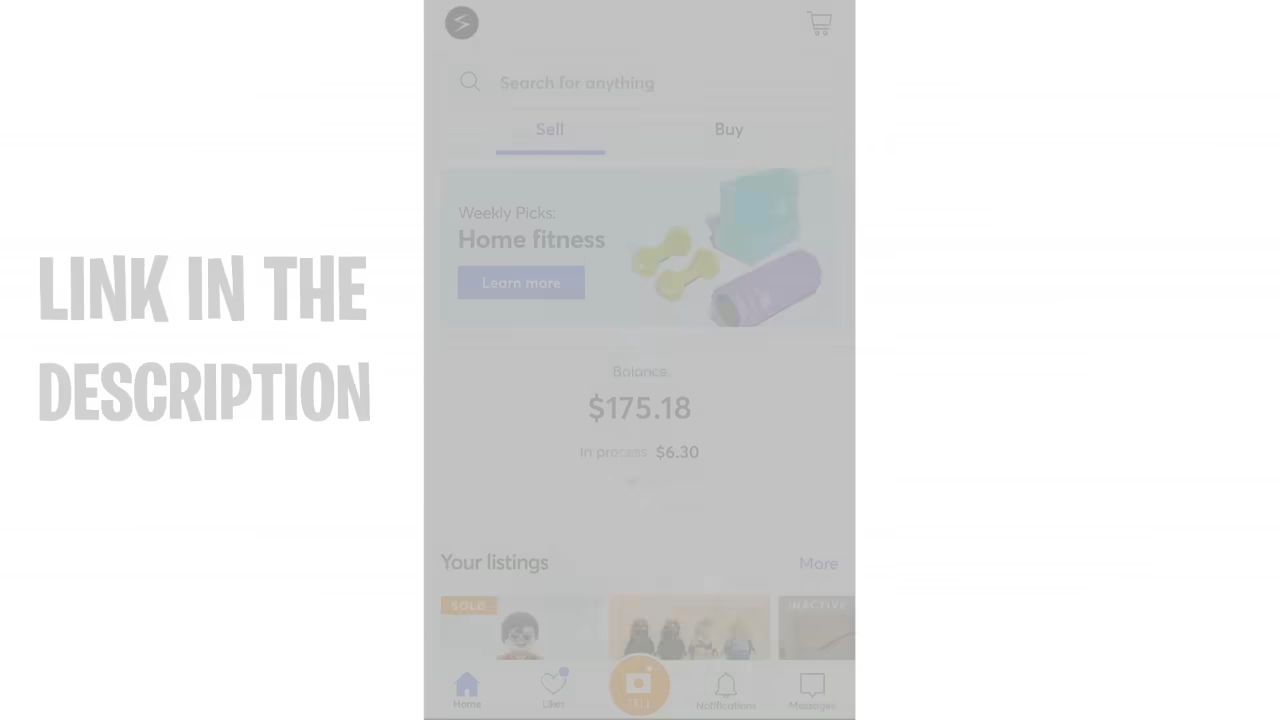 Search for anything
Sell
Buy
Weekly Picks:
Home fitness
Learn more
LINK IN THE
DESCRIPTION
Balance
$175.18
In process $6.30
Your listings
More
SOLD
INACTIVE
SELL
Home
Likes
Notifications
Messages